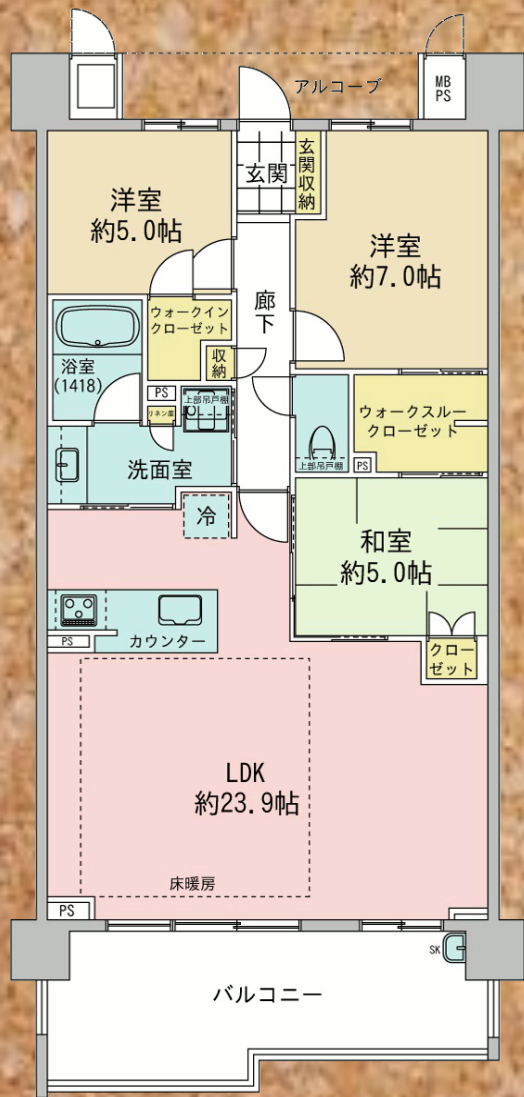 アルコーブ
MB
PS
洋室
約5.0帖
玄関
玄関収納
洋室
約7.0帖
廊下
ウォークイン
クローゼット
収納
浴室
(1418)
PS
リネン庫
上部吊戸棚
ウォークスルー
クローゼット
洗面室
上部吊戸棚
PS
冷
和室
約5.0帖
PS
カウンター
クロー
ゼット
LDK
約23.9帖
床暖房
PS
SK
バルコニー